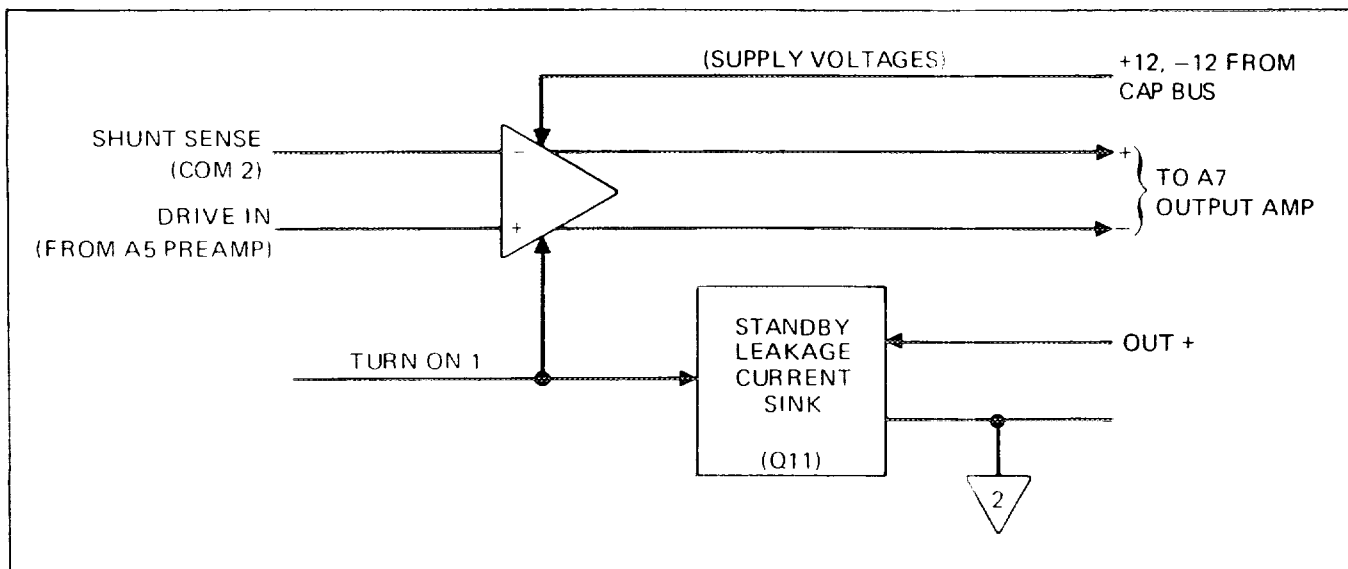 (SUPPLY VOLTAGES)
+12, −12 FROM
CAP BUS
SHUNT SENSE
(COM 2)
−
+
TO A7
OUTPUT AMP
DRIVE IN
(FROM A5 PREAMP)
+
−
STANDBY
LEAKAGE
CURRENT
SINK
(Q11)
OUT +
TURN ON 1
2